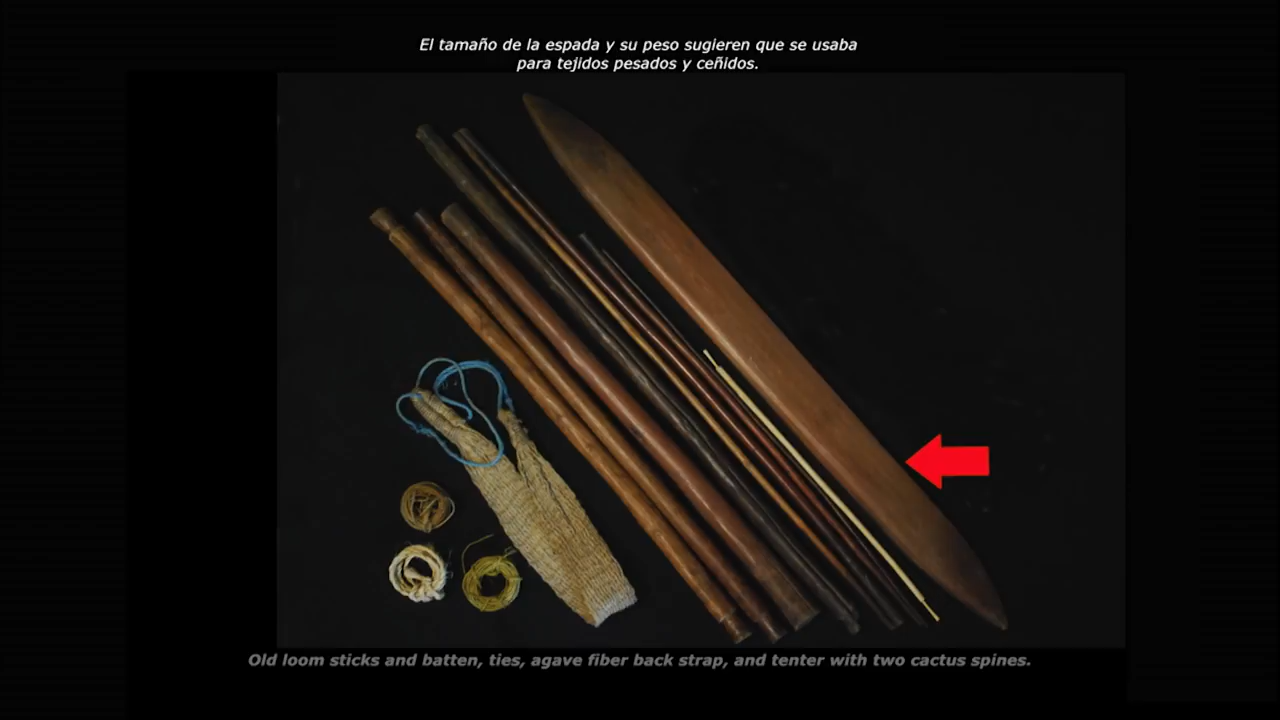 El tamaño de la espada y su peso sugieren que se usaba
para tejidos pesados y ceñidos.
Old loom sticks and batten, ties, agave fiber back strap, and tenter with two cactus spines.